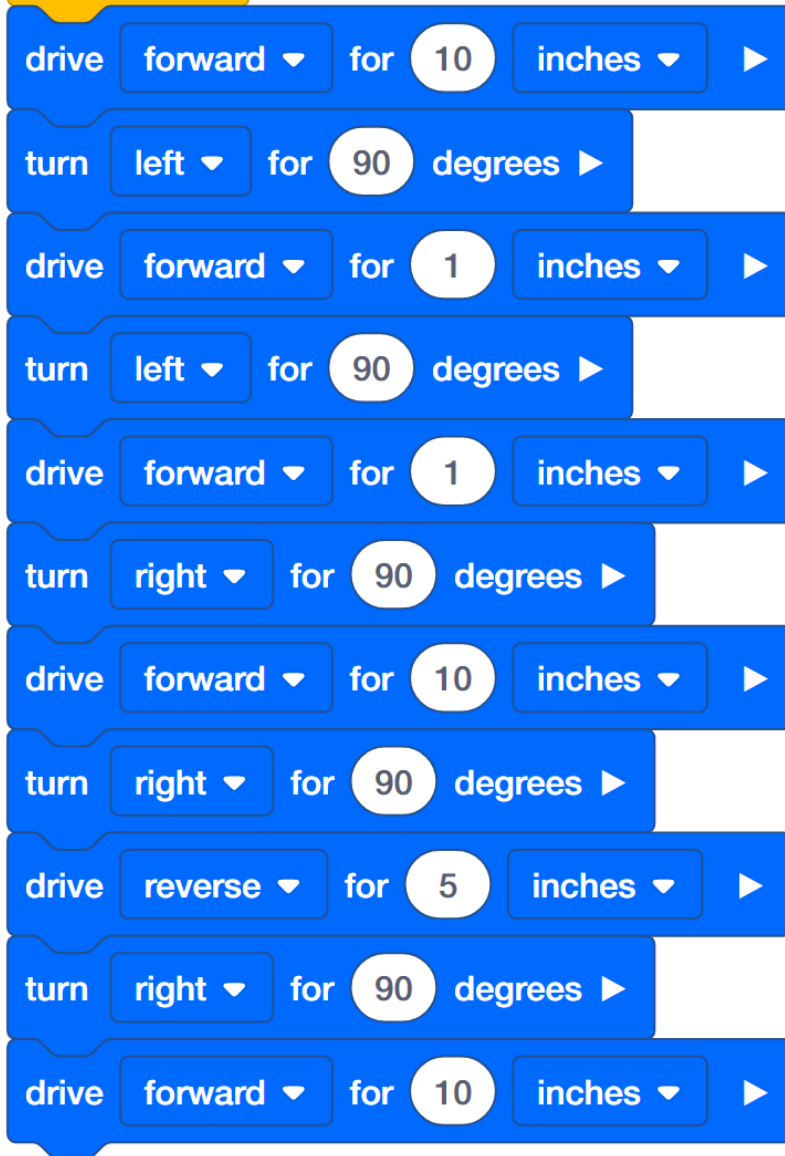 drive forward for 10 inches
turn left for 90 degrees
drive forward for 1 inches
turn left for 90 degrees
drive forward for 1 inches
turn right for 90 degrees
drive forward for 10 inches
turn right for 90 degrees
drive reverse for 5 inches
turn right for 90 degrees
drive forward for 10 inches